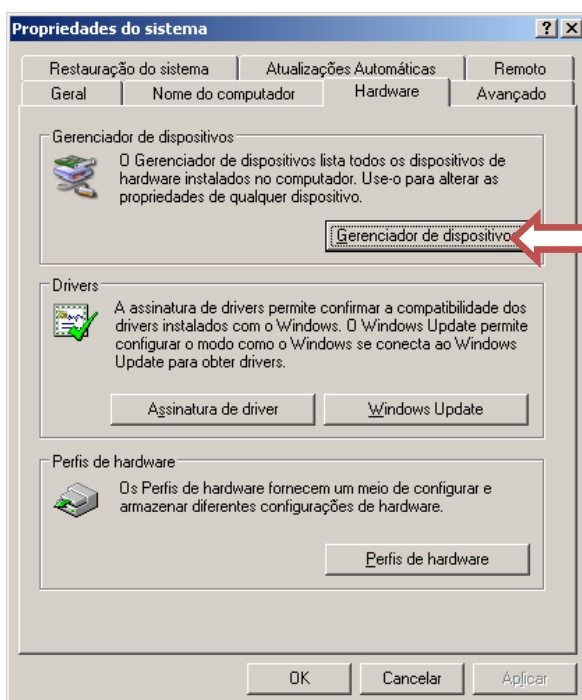 Propriedades do sistema
Restauração do sistema Atualizações Automáticas Remoto
Geral Nome do computador Hardware Avançado
Gerenciador de dispositivos
O Gerenciador de dispositivos lista todos os dispositivos de
hardware instalados no computador. Use-o para alterar as
propriedades de qualquer dispositivo.
Gerenciador de dispositivo
Drivers
A assinatura de drivers permite confirmar a compatibilidade dos
drivers instalados com o Windows. O Windows Update permite
configurar o modo como o Windows se conecta ao Windows
Update para obter drivers.
Assinatura de driver Windows Update
Perfis de hardware
Os Perfis de hardware fornecem um meio de configurar e
armazenar diferentes configurações de hardware.
Perfis de hardware
OK Cancelar Aplicar